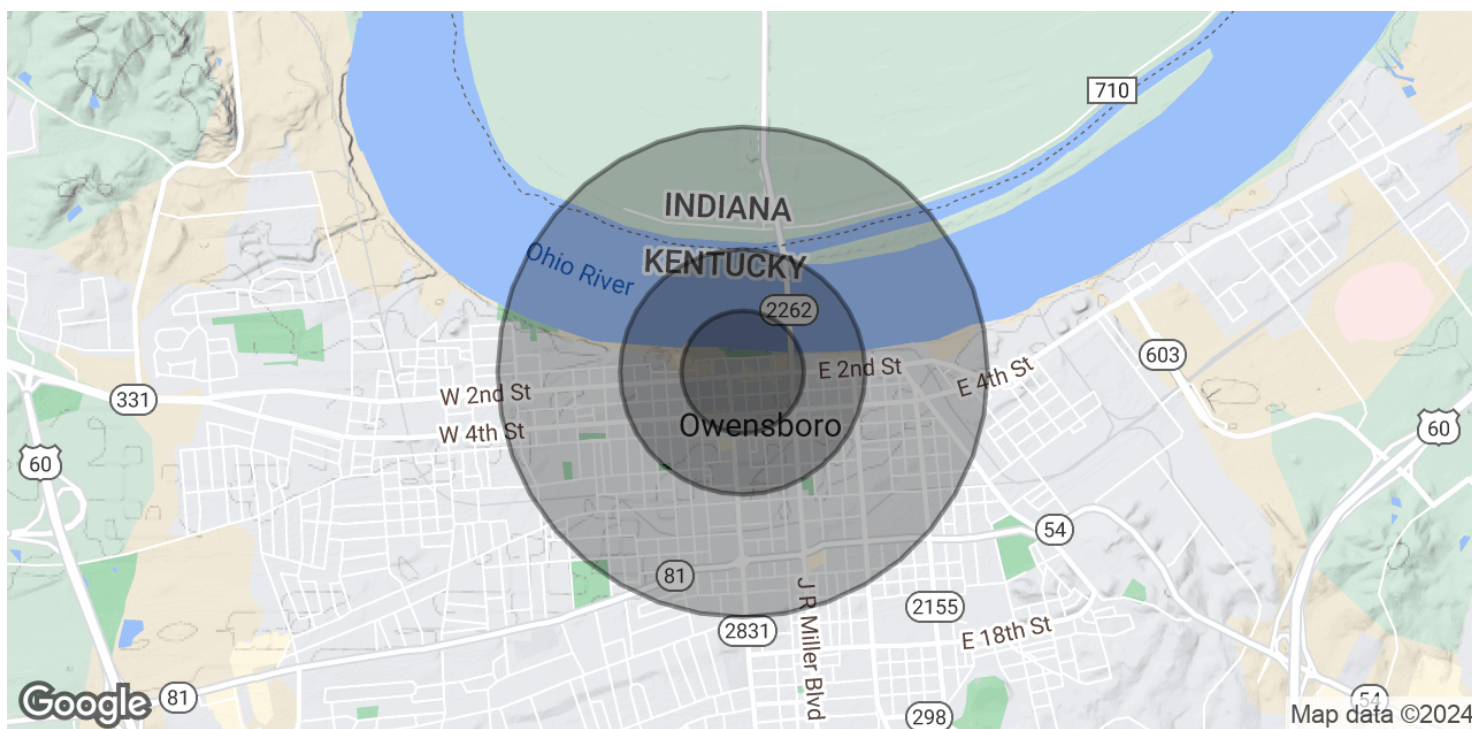 710
INDIANA
KENTUCKY
Ohio River
2262
603
E 2nd St
E 4th St
W 2nd St
331
W 4th St
Owensboro
60
60
54
81
2155
2831
E 18th St
J R Miller Blvd
81
298
54
Google
Map data ©2024